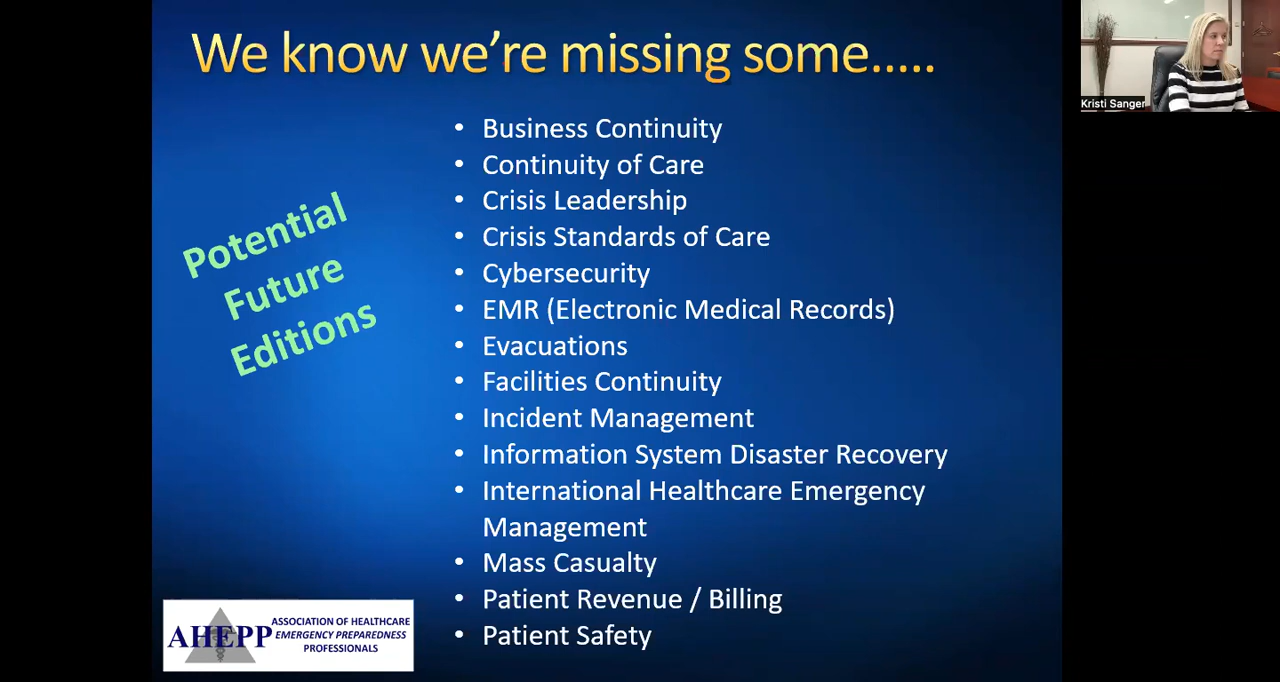 We know we're missing some.....
Kristi Sanger
Potential
Future
Editions
• Business Continuity
• Continuity of Care
• Crisis Leadership
• Crisis Standards of Care
• Cybersecurity
• EMR (Electronic Medical Records)
• Evacuations
• Facilities Continuity
• Incident Management
• Information System Disaster Recovery
• International Healthcare Emergency
Management
• Mass Casualty
• Patient Revenue / Billing
• Patient Safety
AHEPP
ASSOCIATION OF HEALTHCARE
EMERGENCY PREPAREDNESS
PROFESSIONALS